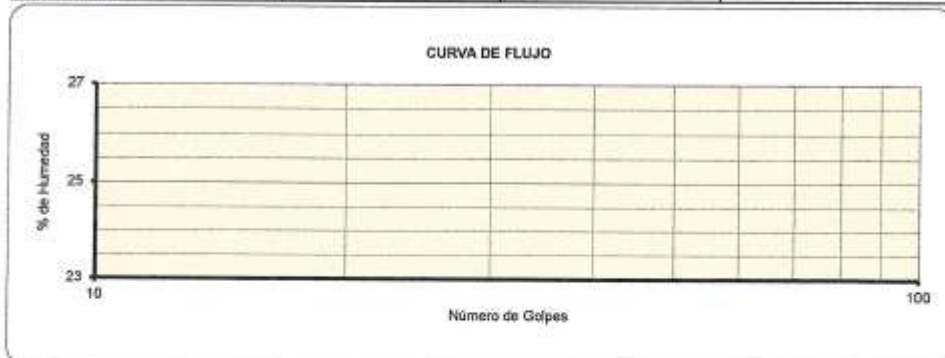 CURVA DE FLUJO
27
% de Humedad
25
23
10
100
Número de Golpes